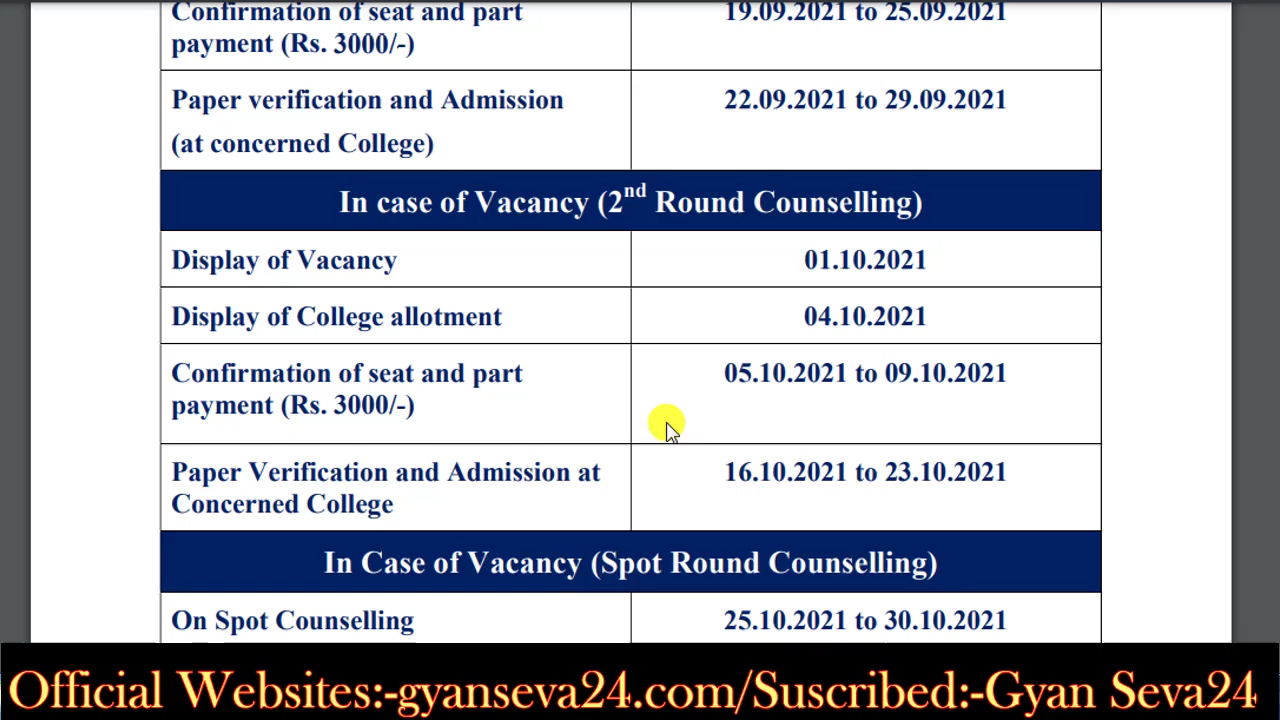 Confirmation of seat and part
payment (Rs. 3000/-)
19.09.2021 to 25.09.2021
Paper verification and Admission
(at concerned College)
22.09.2021 to 29.09.2021
In case of Vacancy (2nd Round Counselling)
Display of Vacancy
01.10.2021
Display of College allotment
04.10.2021
Confirmation of seat and part
payment (Rs. 3000/-)
05.10.2021 to 09.10.2021
Paper Verification and Admission at
Concerned College
16.10.2021 to 23.10.2021
In Case of Vacancy (Spot Round Counselling)
On Spot Counselling
25.10.2021 to 30.10.2021
Official Websites:-gyanseva24.com/Suscribed:-Gyan Seva24